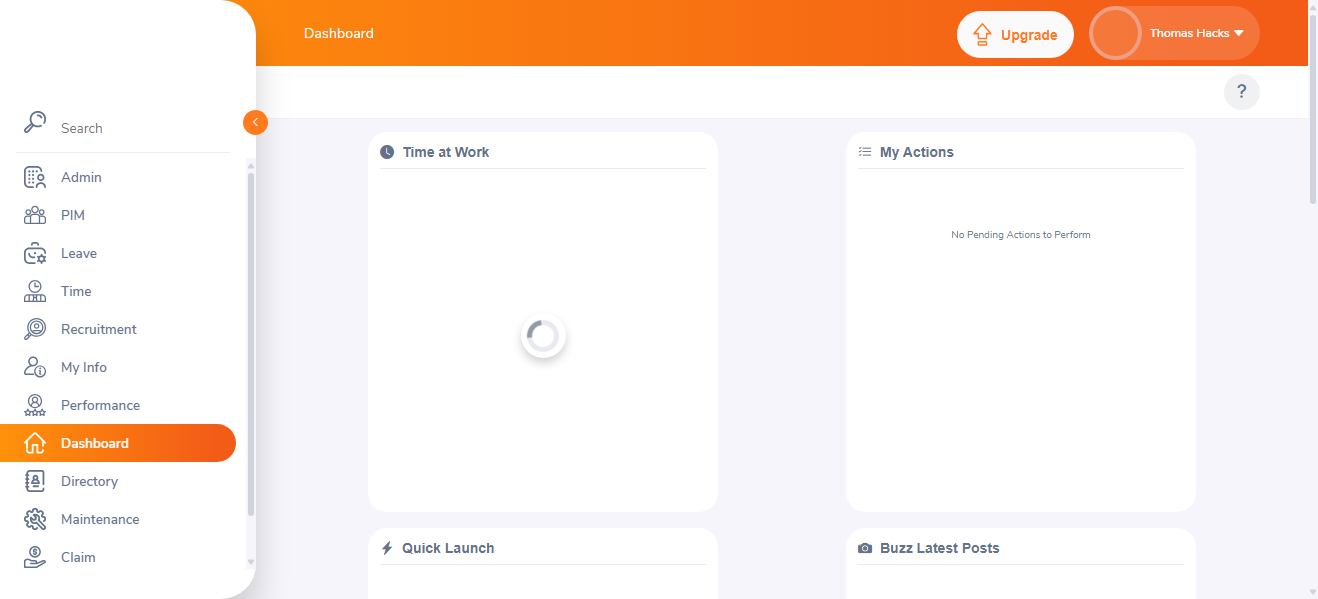 Dashboard
Upgrade
Thomas Hacks
?
Search
Admin
PIM
Leave
Time
Recruitment
My Info
Performance
Dashboard
Directory
Maintenance
Claim
Time at Work
My Actions
No Pending Actions to Perform
Quick Launch
Buzz Latest Posts